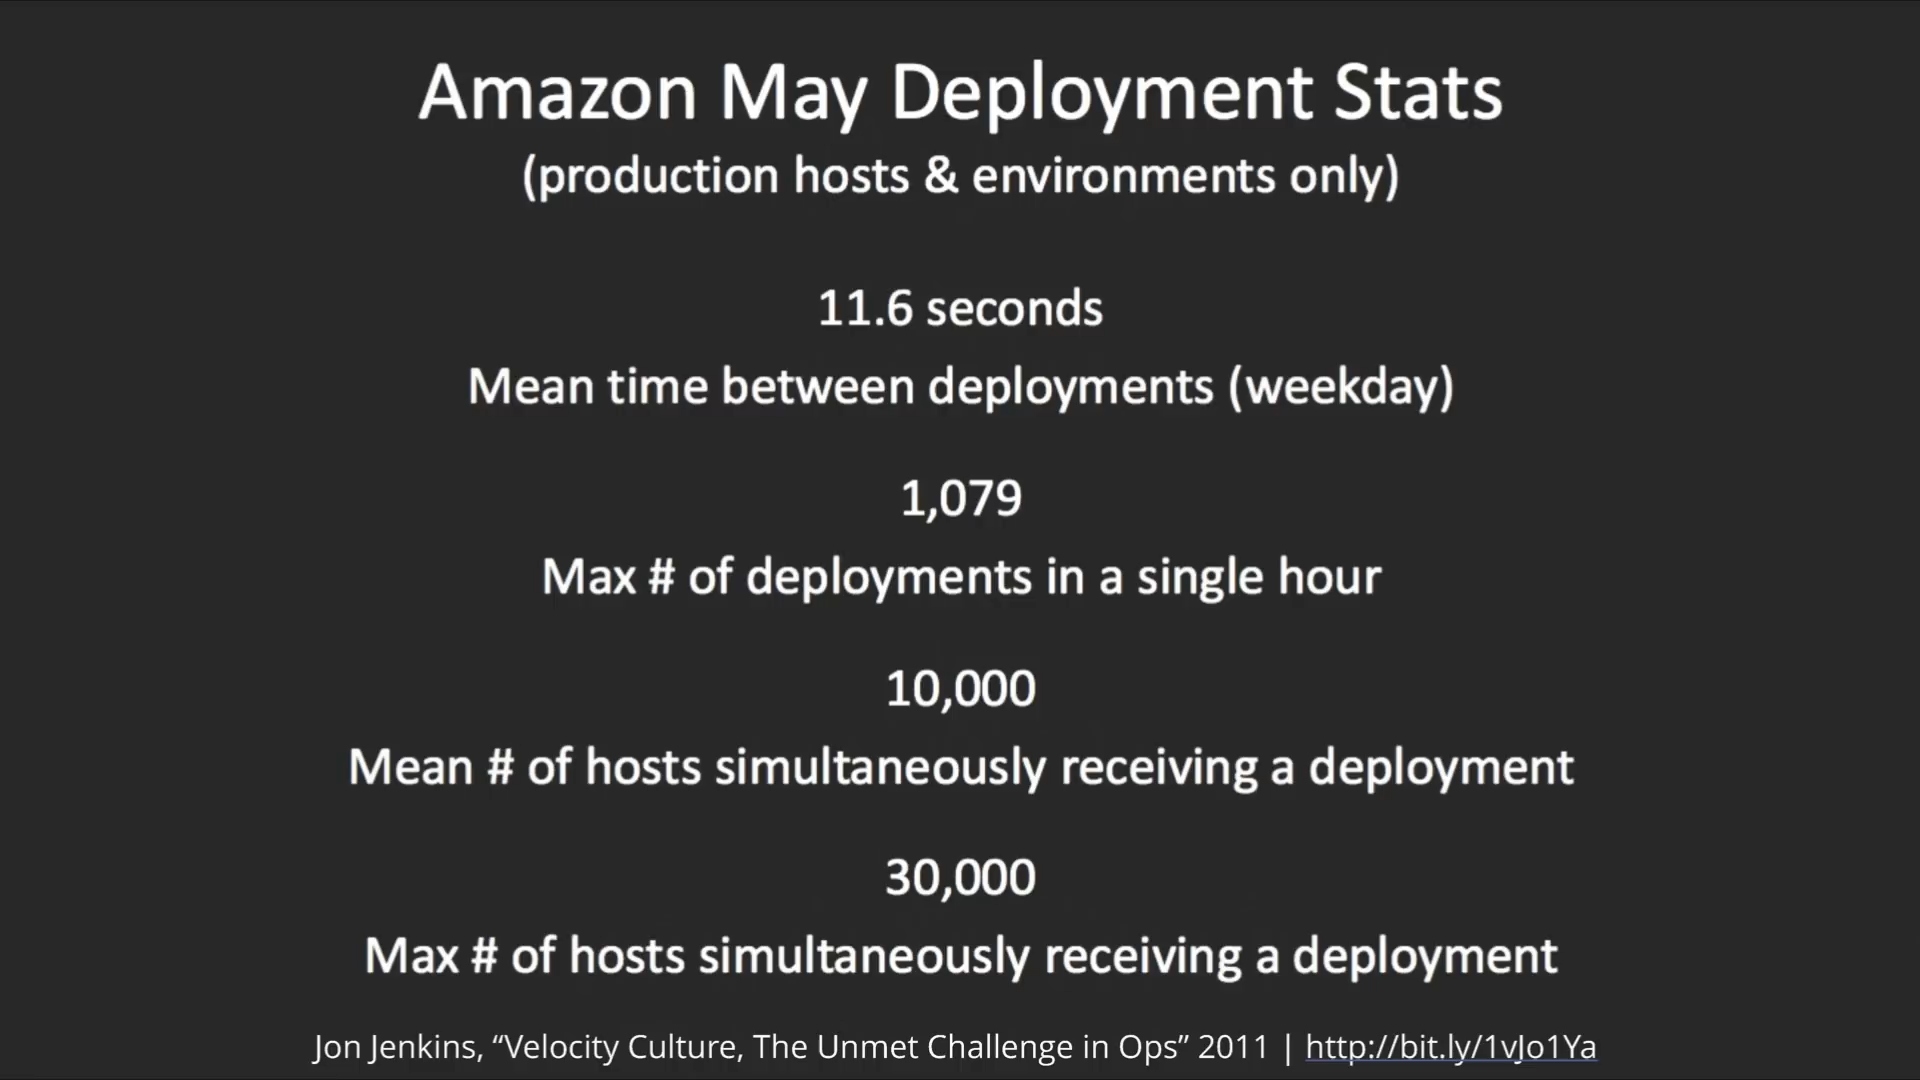 Amazon May Deployment Stats
(production hosts & environments only)
11.6 seconds
Mean time between deployments (weekday)
1,079
Max # of deployments in a single hour
10,000
Mean # of hosts simultaneously receiving a deployment
30,000
Max # of hosts simultaneously receiving a deployment
Jon Jenkins, “Velocity Culture, The Unmet Challenge in Ops” 2011 | http://bit.ly/1vJo1Ya